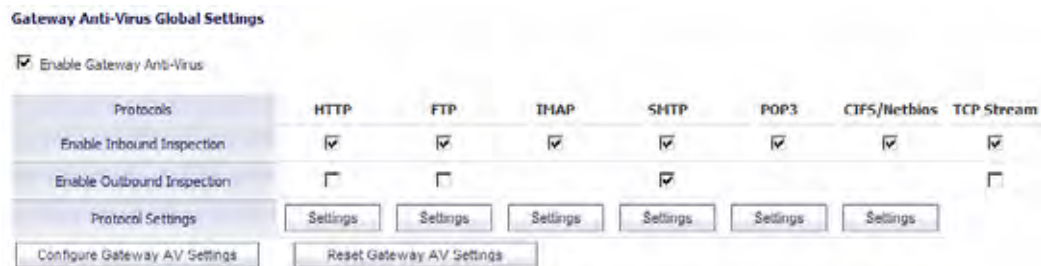 Gateway Anti-Virus Global Settings
Enable Gateway Anti-Virus
Protocols HTTP FTP IMAP SMTP POP3 CIFS/Netbios TCP Stream
Enable Inbound Inspection
Enable Outbound Inspection
Protocol Settings Settings Settings Settings Settings Settings Settings
Configure Gateway AV Settings Reset Gateway AV Settings